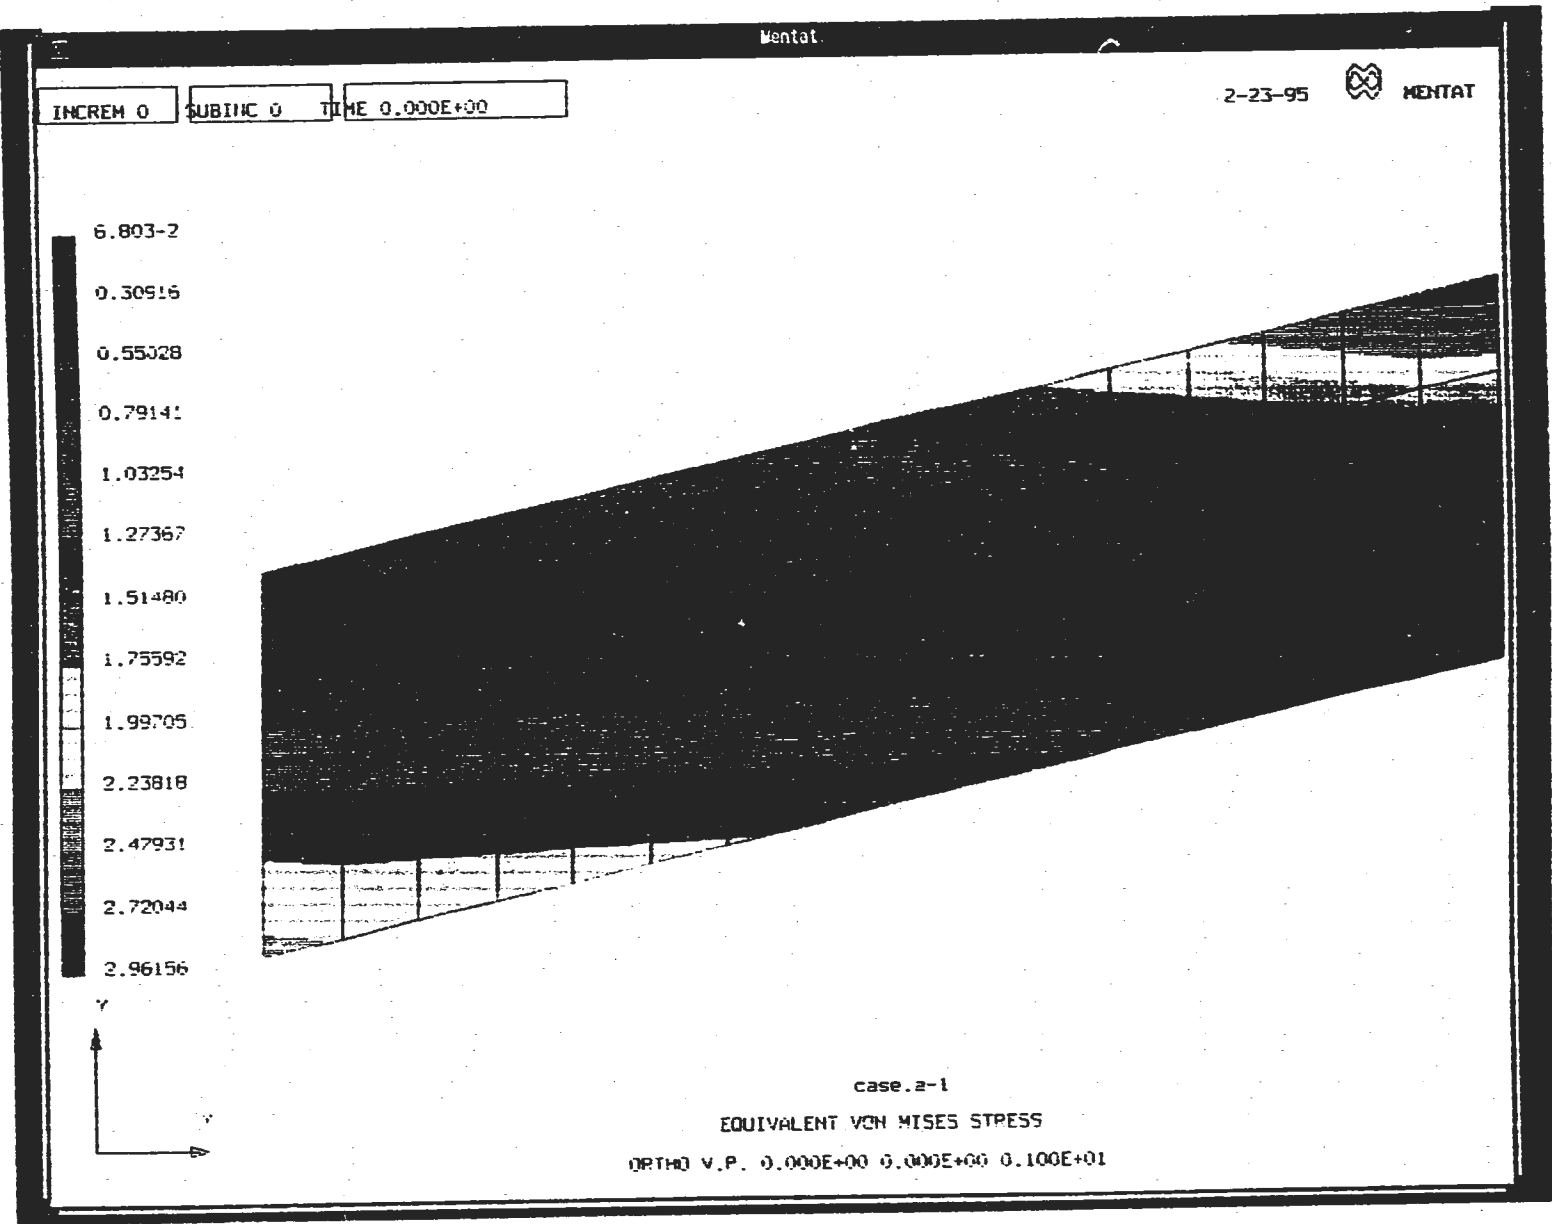 Mentat
INCREM 0 SUBINC 0 TIME 0.000E+00
2-23-95 MENTAT
6.803-2
0.30916
0.55028
0.79141
1.03254
1.27367
1.51480
1.75592
1.99705
2.23818
2.47931
2.72044
2.96156
Y
case.a-1
EQUIVALENT VON MISES STRESS
ORTHO V.P. 0.000E+00 0.000E+00 0.100E+01